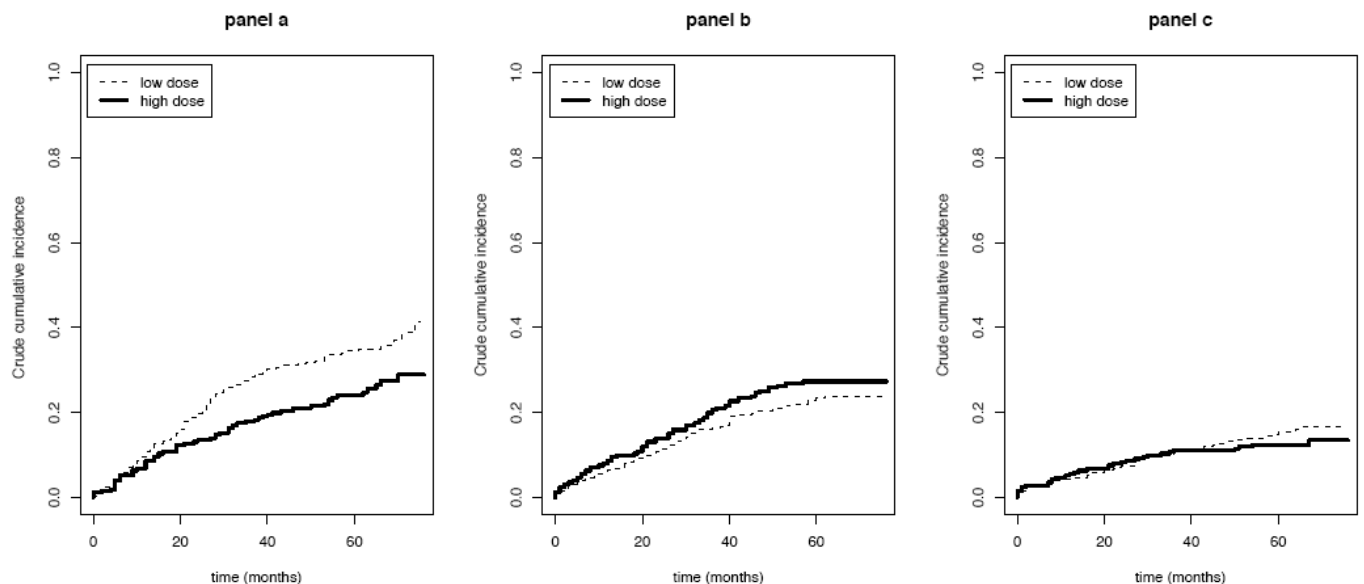 panel a
low dose
high dose
Crude cumulative incidence
1.0
0.8
0.6
0.4
0.2
0.0
0 20 40 60
time (months)
panel b
low dose
high dose
Crude cumulative incidence
1.0
0.8
0.6
0.4
0.2
0.0
0 20 40 60
time (months)
panel c
low dose
high dose
Crude cumulative incidence
1.0
0.8
0.6
0.4
0.2
0.0
0 20 40 60
time (months)